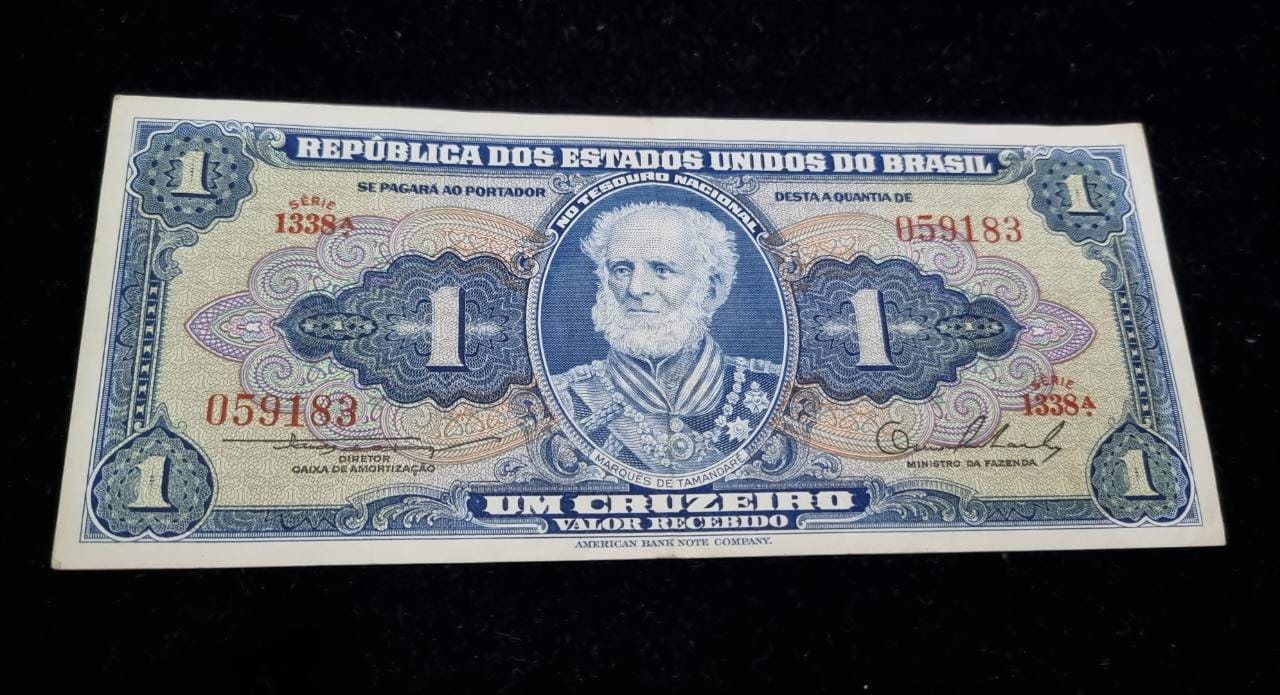 1
REPÚBLICA DOS ESTADOS UNIDOS DO BRASIL
1
SE PAGARÁ AO PORTADOR
NO TESOURO NACIONAL
DESTA A QUANTIA DE
SÉRIE
1338A
059183
1
1
1
1
059183
SÉRIE
1338A
DIRETOR
CAIXA DE AMORTIZAÇÃO
MARQUÊS DE TAMANDARÉ
MINISTRO DA FAZENDA
1
1
UM CRUZEIRO
VALOR RECEBIDO
AMERICAN BANK NOTE COMPANY.